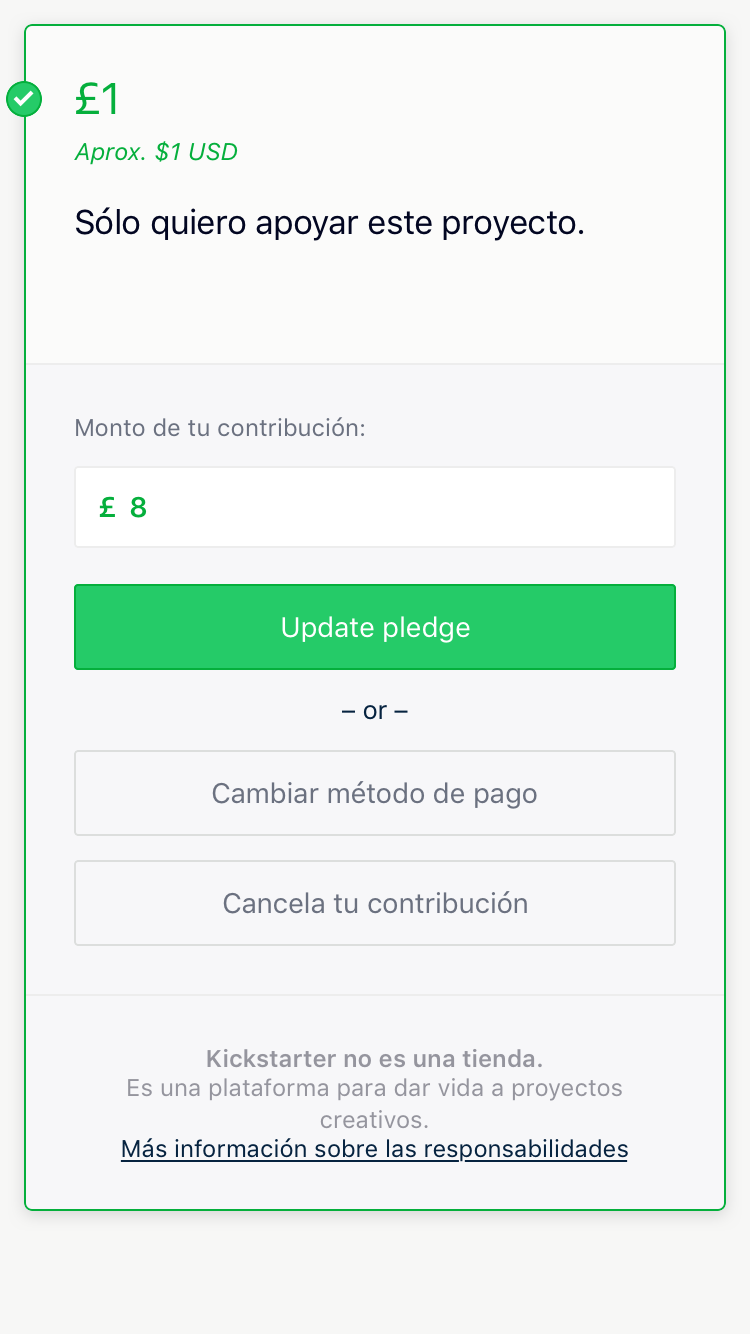 £1
Aprox. $1 USD
Sólo quiero apoyar este proyecto.
Monto de tu contribución:
£ 8
Update pledge
– or –
Cambiar método de pago
Cancela tu contribución
Kickstarter no es una tienda.
Es una plataforma para dar vida a proyectos
creativos.
Más información sobre las responsabilidades